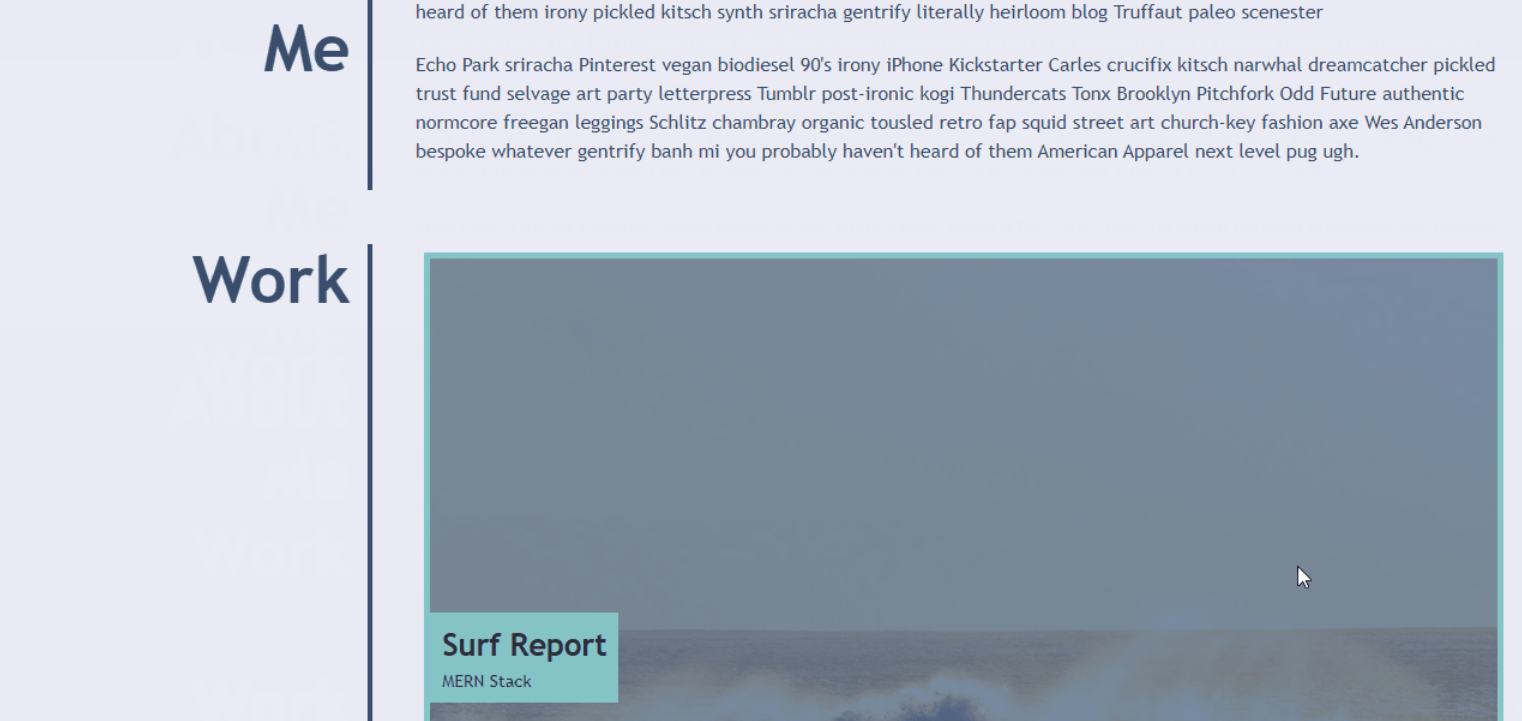 heard of them irony pickled kitsch synth sriracha gentrify literally heirloom blog Truffaut paleo scenester
Me
Echo Park sriracha Pinterest vegan biodiesel 90's irony iPhone Kickstarter Carles crucifix kitsch narwhal dreamcatcher pickled
trust fund selvage art party letterpress Tumblr post-ironic kogi Thundercats Tonx Brooklyn Pitchfork Odd Future authentic
normcore freegan leggings Schlitz chambray organic tousled retro fap squid street art church-key fashion axe Wes Anderson
bespoke whatever gentrify banh mi you probably haven't heard of them American Apparel next level pug ugh.
Work
Surf Report
MERN Stack